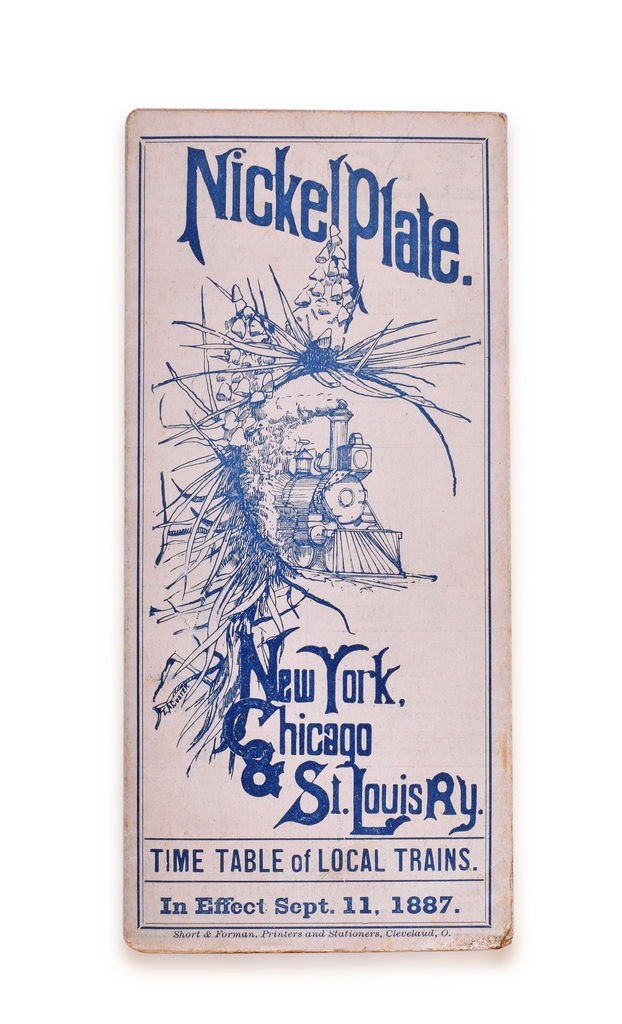 Nickel Plate.
New York,
Chicago
& St. Louis Ry.
TIME TABLE of LOCAL TRAINS.
In Effect Sept. 11, 1887.
Short & Forman, Printers and Stationers, Cleveland, O.